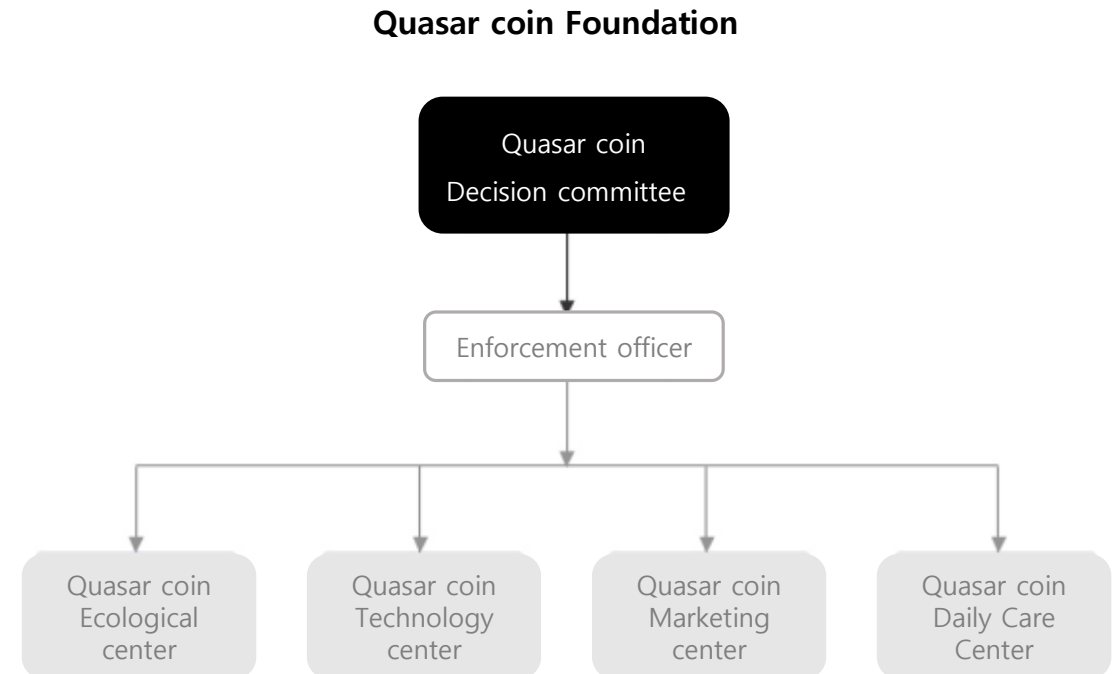 Quasar coin Foundation
Quasar coin
Decision committee
Enforcement officer
Quasar coin
Ecological
center
Quasar coin
Technology
center
Quasar coin
Marketing
center
Quasar coin
Daily Care
Center